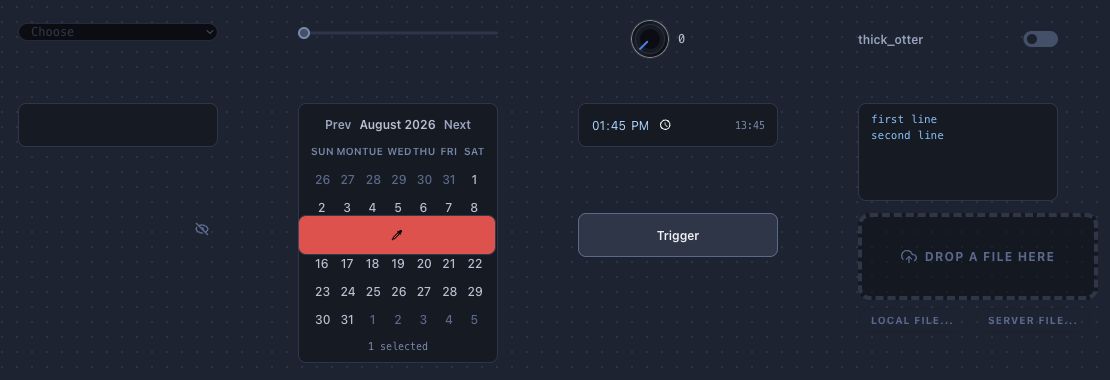 Choose
0
thick_otter
Prev August 2026 Next
SUN MON TUE WED THU FRI SAT
26 27 28 29 30 31 1
2 3 4 5 6 7 8
16 17 18 19 20 21 22
23 24 25 26 27 28 29
30 31 1 2 3 4 5
1 selected
01:45 PM 13:45
Trigger
first line
second line
DROP A FILE HERE
LOCAL FILE... SERVER FILE...